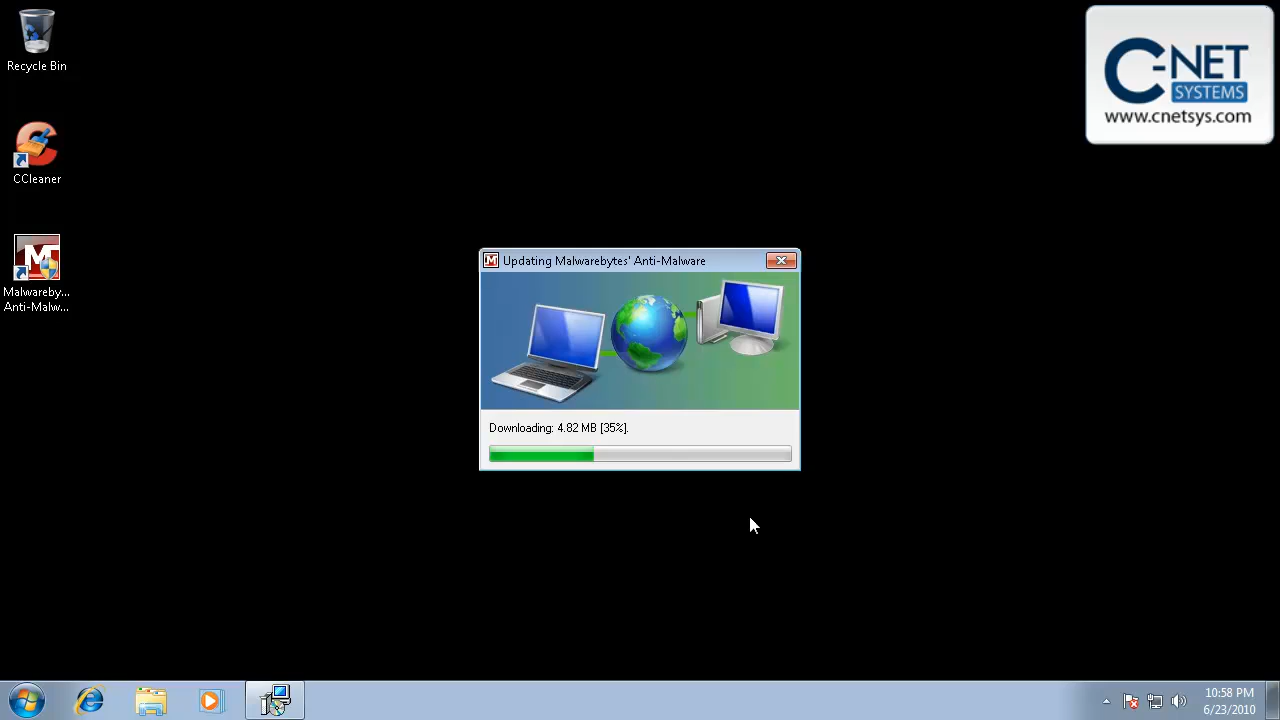 Recycle Bin
CCleaner
Malwareby...
Anti-Malw...
C-NET
SYSTEMS
www.cnetsys.com
Updating Malwarebytes' Anti-Malware
Downloading: 4.82 MB [35%].
10:58 PM
6/23/2010